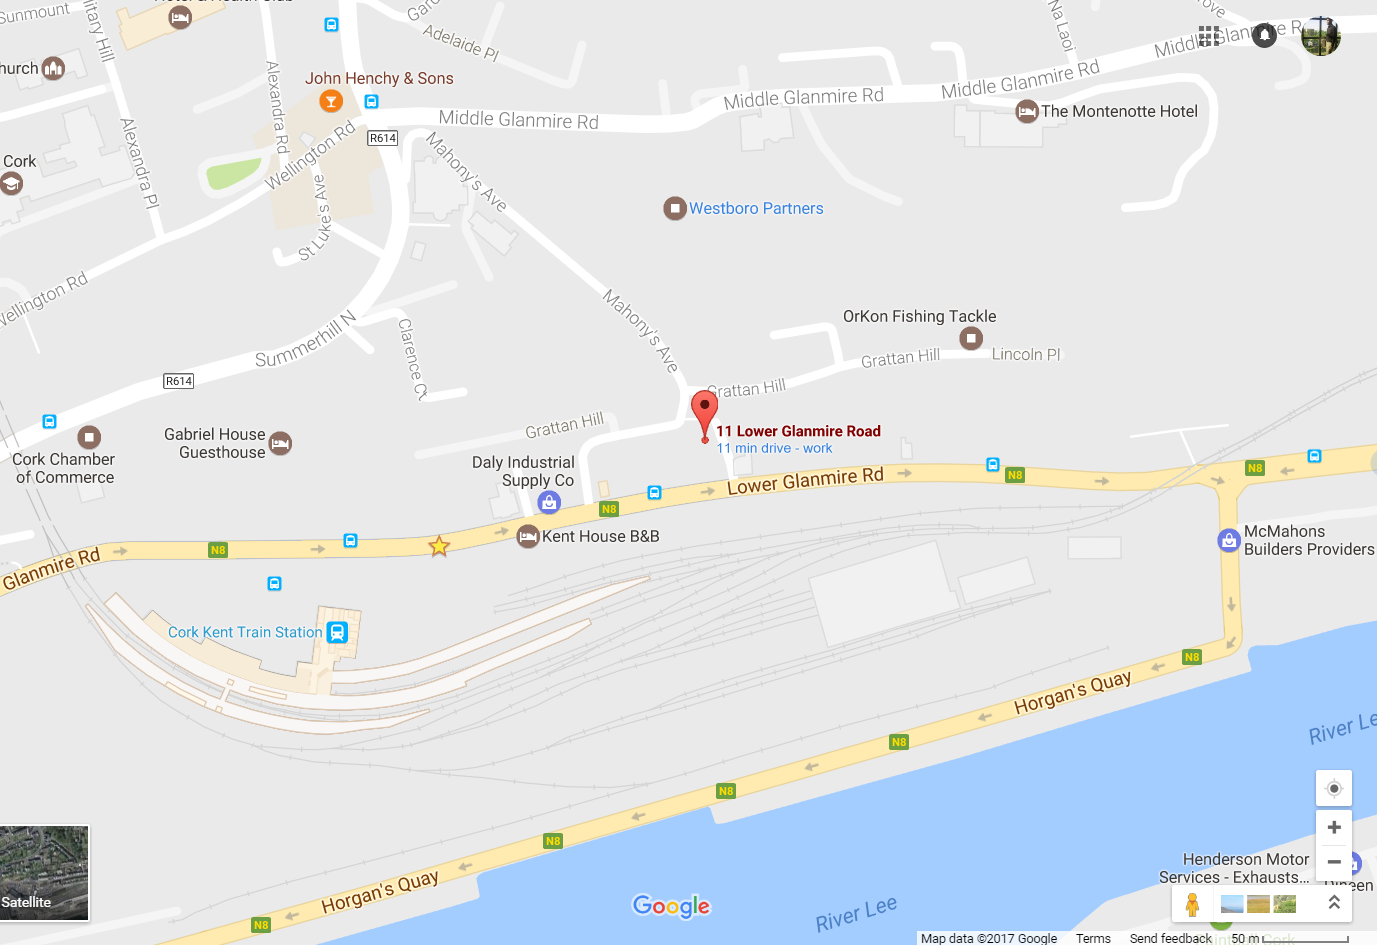 Sunmount
Military Hill
Adelaide Pl
Na Laoi
Middle Glanmire R
Church
John Henchy & Sons
Alexandra Rd
Middle Glanmire Rd
Middle Glanmire Rd
Middle Glanmire Rd
The Montenotte Hotel
R614
Alexandra Pl
Wellington Rd
Mahony's Ave
Cork
St Luke's Ave
Westboro Partners
Wellington Rd
Mahony's Ave
OrKon Fishing Tackle
Summerhill N
Clarence Ct
Grattan Hill
Lincoln Pl
R614
Grattan Hill
Grattan Hill
Gabriel House
Guesthouse
11 Lower Glanmire Road
11 min drive - work
Cork Chamber
of Commerce
Daly Industrial
Supply Co
Lower Glanmire Rd
N8
N8
N8
Kent House B&B
McMahons
Builders Providers
N8
Glanmire Rd
Cork Kent Train Station
N8
Horgan's Quay
River Le
N8
N8
N8
Horgan's Quay
N8
Henderson Motor
Services - Exhausts...
Dineen
Satellite
Google
River Lee
Map data ©2017 Google
Terms
Send feedback
50 m